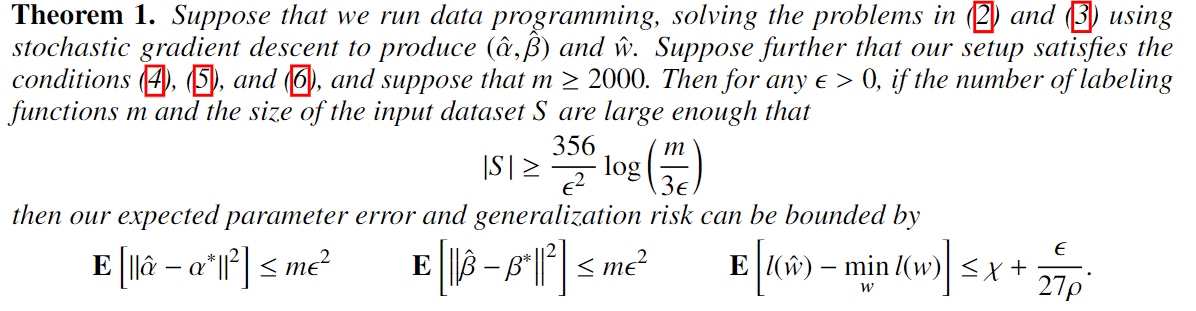 Theorem 1. Suppose that we run data programming, solving the problems in (2) and (3) using
stochastic gradient descent to produce (α̂, β̂) and ŵ. Suppose further that our setup satisfies the
conditions (4), (5), and (6), and suppose that m ≥ 2000. Then for any ϵ > 0, if the number of labeling
functions m and the size of the input dataset S are large enough that
|S| ≥ 356/ϵ² log(m/3ϵ)
then our expected parameter error and generalization risk can be bounded by
E[‖α̂ − α*‖²] ≤ mϵ² E[‖β̂ − β*‖²] ≤ mϵ² E[l(ŵ) − min_w l(w)] ≤ χ + ϵ/27ρ.